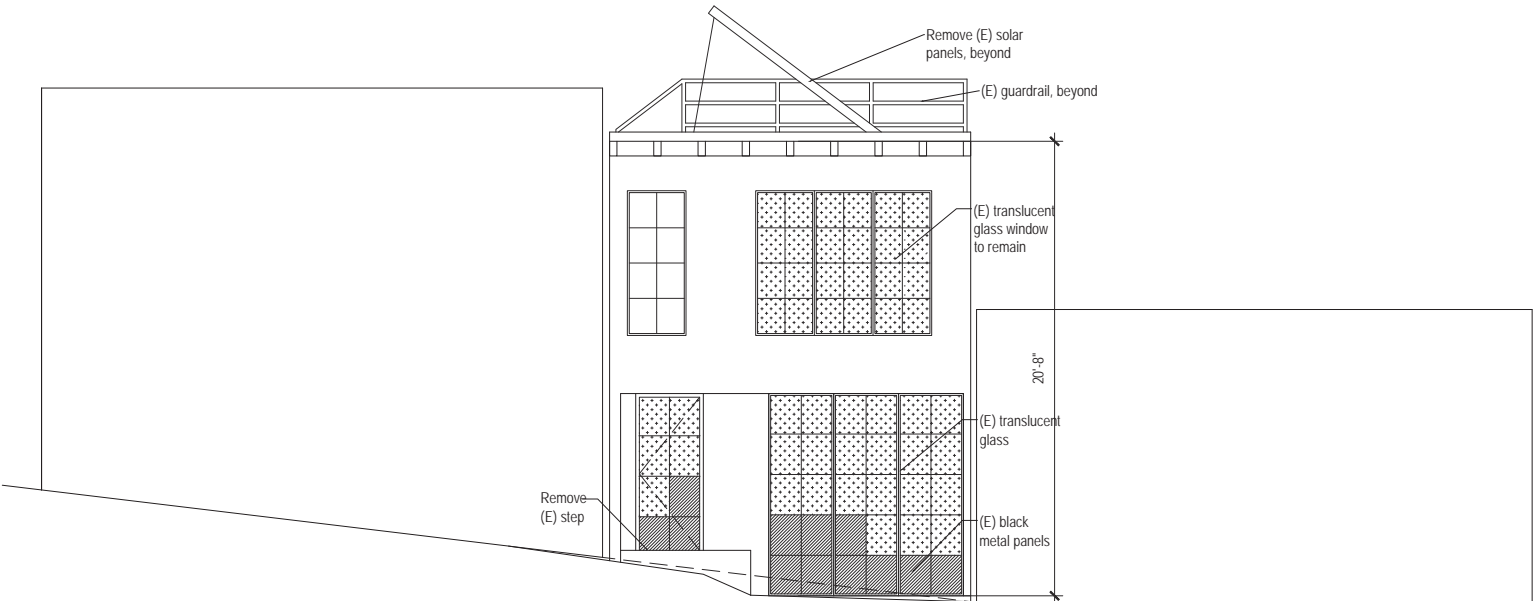 Remove (E) solar
panels, beyond
(E) guardrail, beyond
(E) translucent
glass window
to remain
20'-8"
(E) translucent
glass
Remove
(E) step
(E) black
metal panels